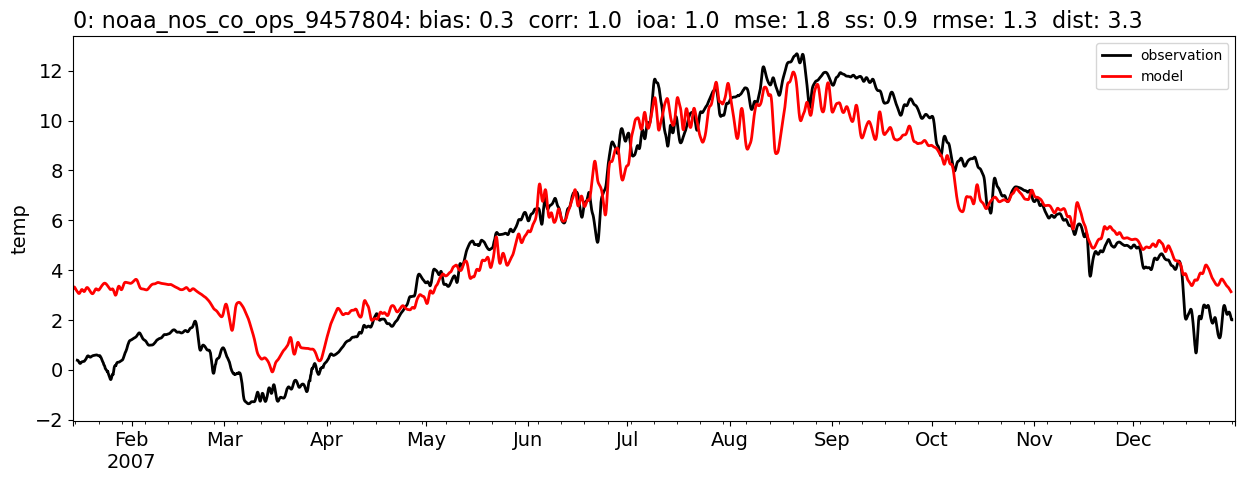 0: noaa_nos_co_ops_9457804: bias: 0.3  corr: 1.0  ioa: 1.0  mse: 1.8  ss: 0.9  rmse: 1.3  dist: 3.3
observation
model
temp
12
10
8
6
4
2
0
−2
Feb Mar Apr May Jun Jul Aug Sep Oct Nov Dec
2007